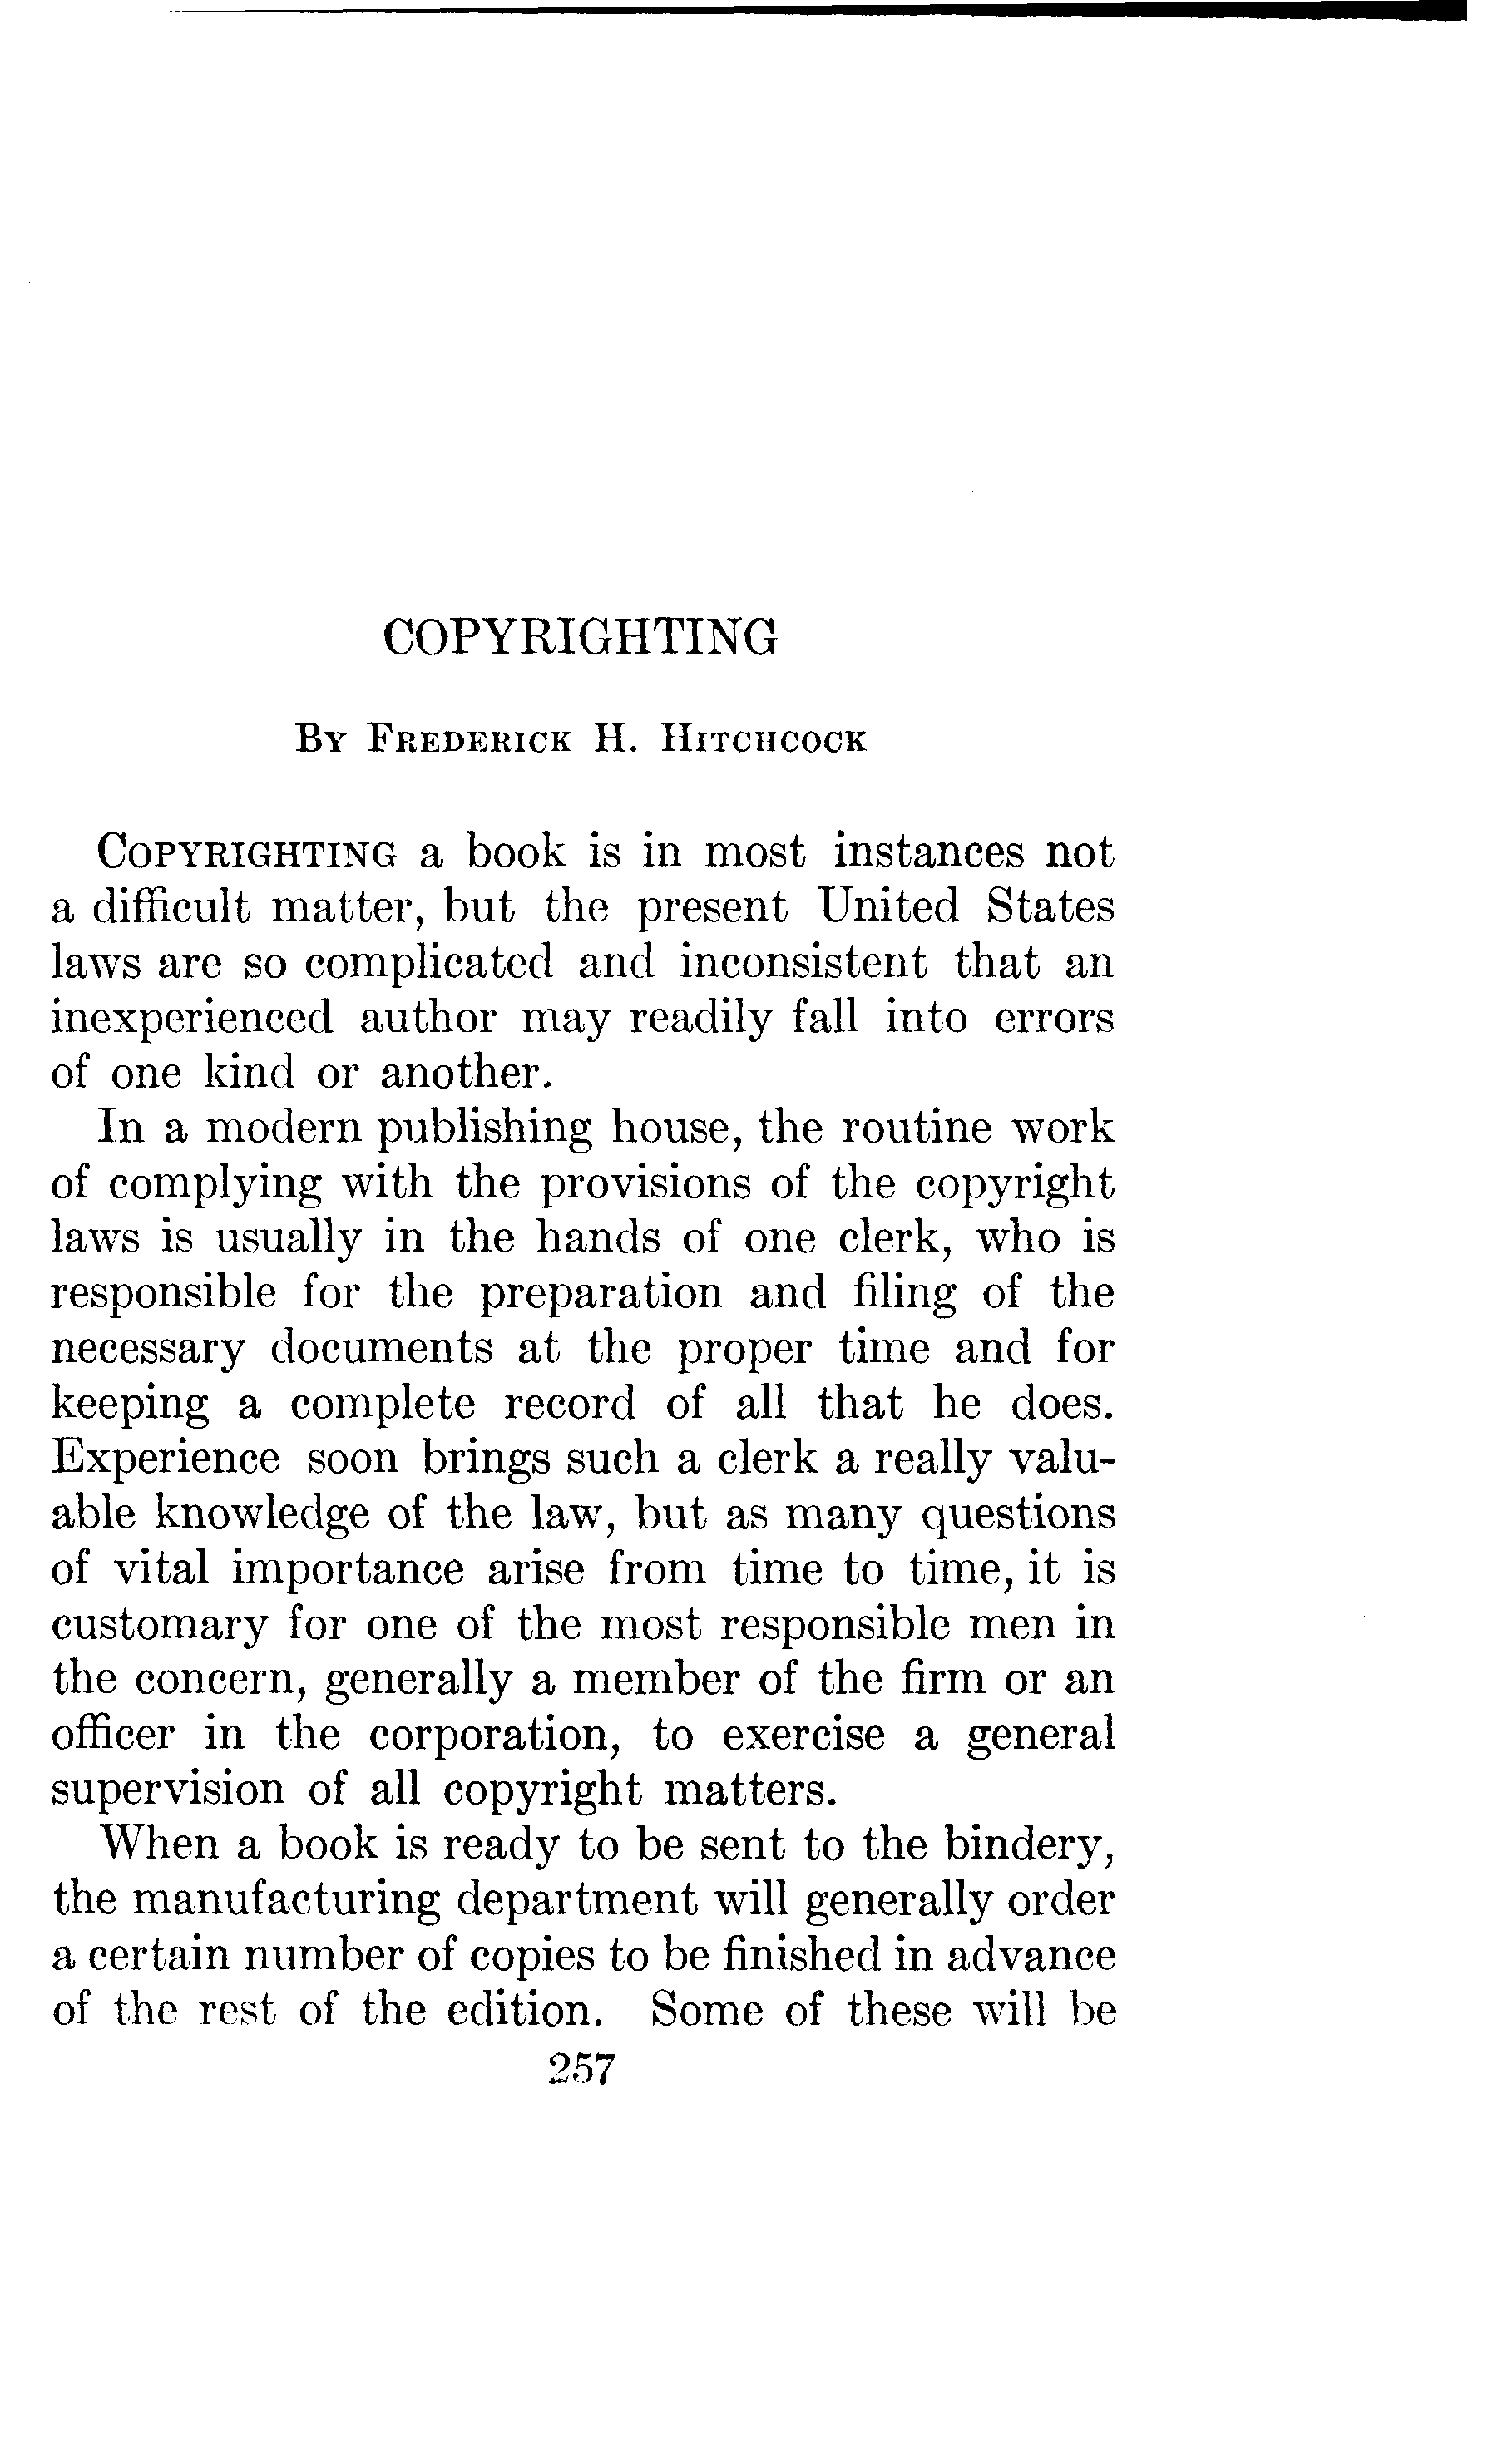 COPYRIGHTING
By Frederick H. Hitchcock
Copyrighting a book is in most instances not
a difficult matter, but the present United States
laws are so complicated and inconsistent that an
inexperienced author may readily fall into errors
of one kind or another.
In a modern publishing house, the routine work
of complying with the provisions of the copyright
laws is usually in the hands of one clerk, who is
responsible for the preparation and filing of the
necessary documents at the proper time and for
keeping a complete record of all that he does.
Experience soon brings such a clerk a really valu-
able knowledge of the law, but as many questions
of vital importance arise from time to time, it is
customary for one of the most responsible men in
the concern, generally a member of the firm or an
officer in the corporation, to exercise a general
supervision of all copyright matters.
When a book is ready to be sent to the bindery,
the manufacturing department will generally order
a certain number of copies to be finished in advance
of the rest of the edition. Some of these will be
257